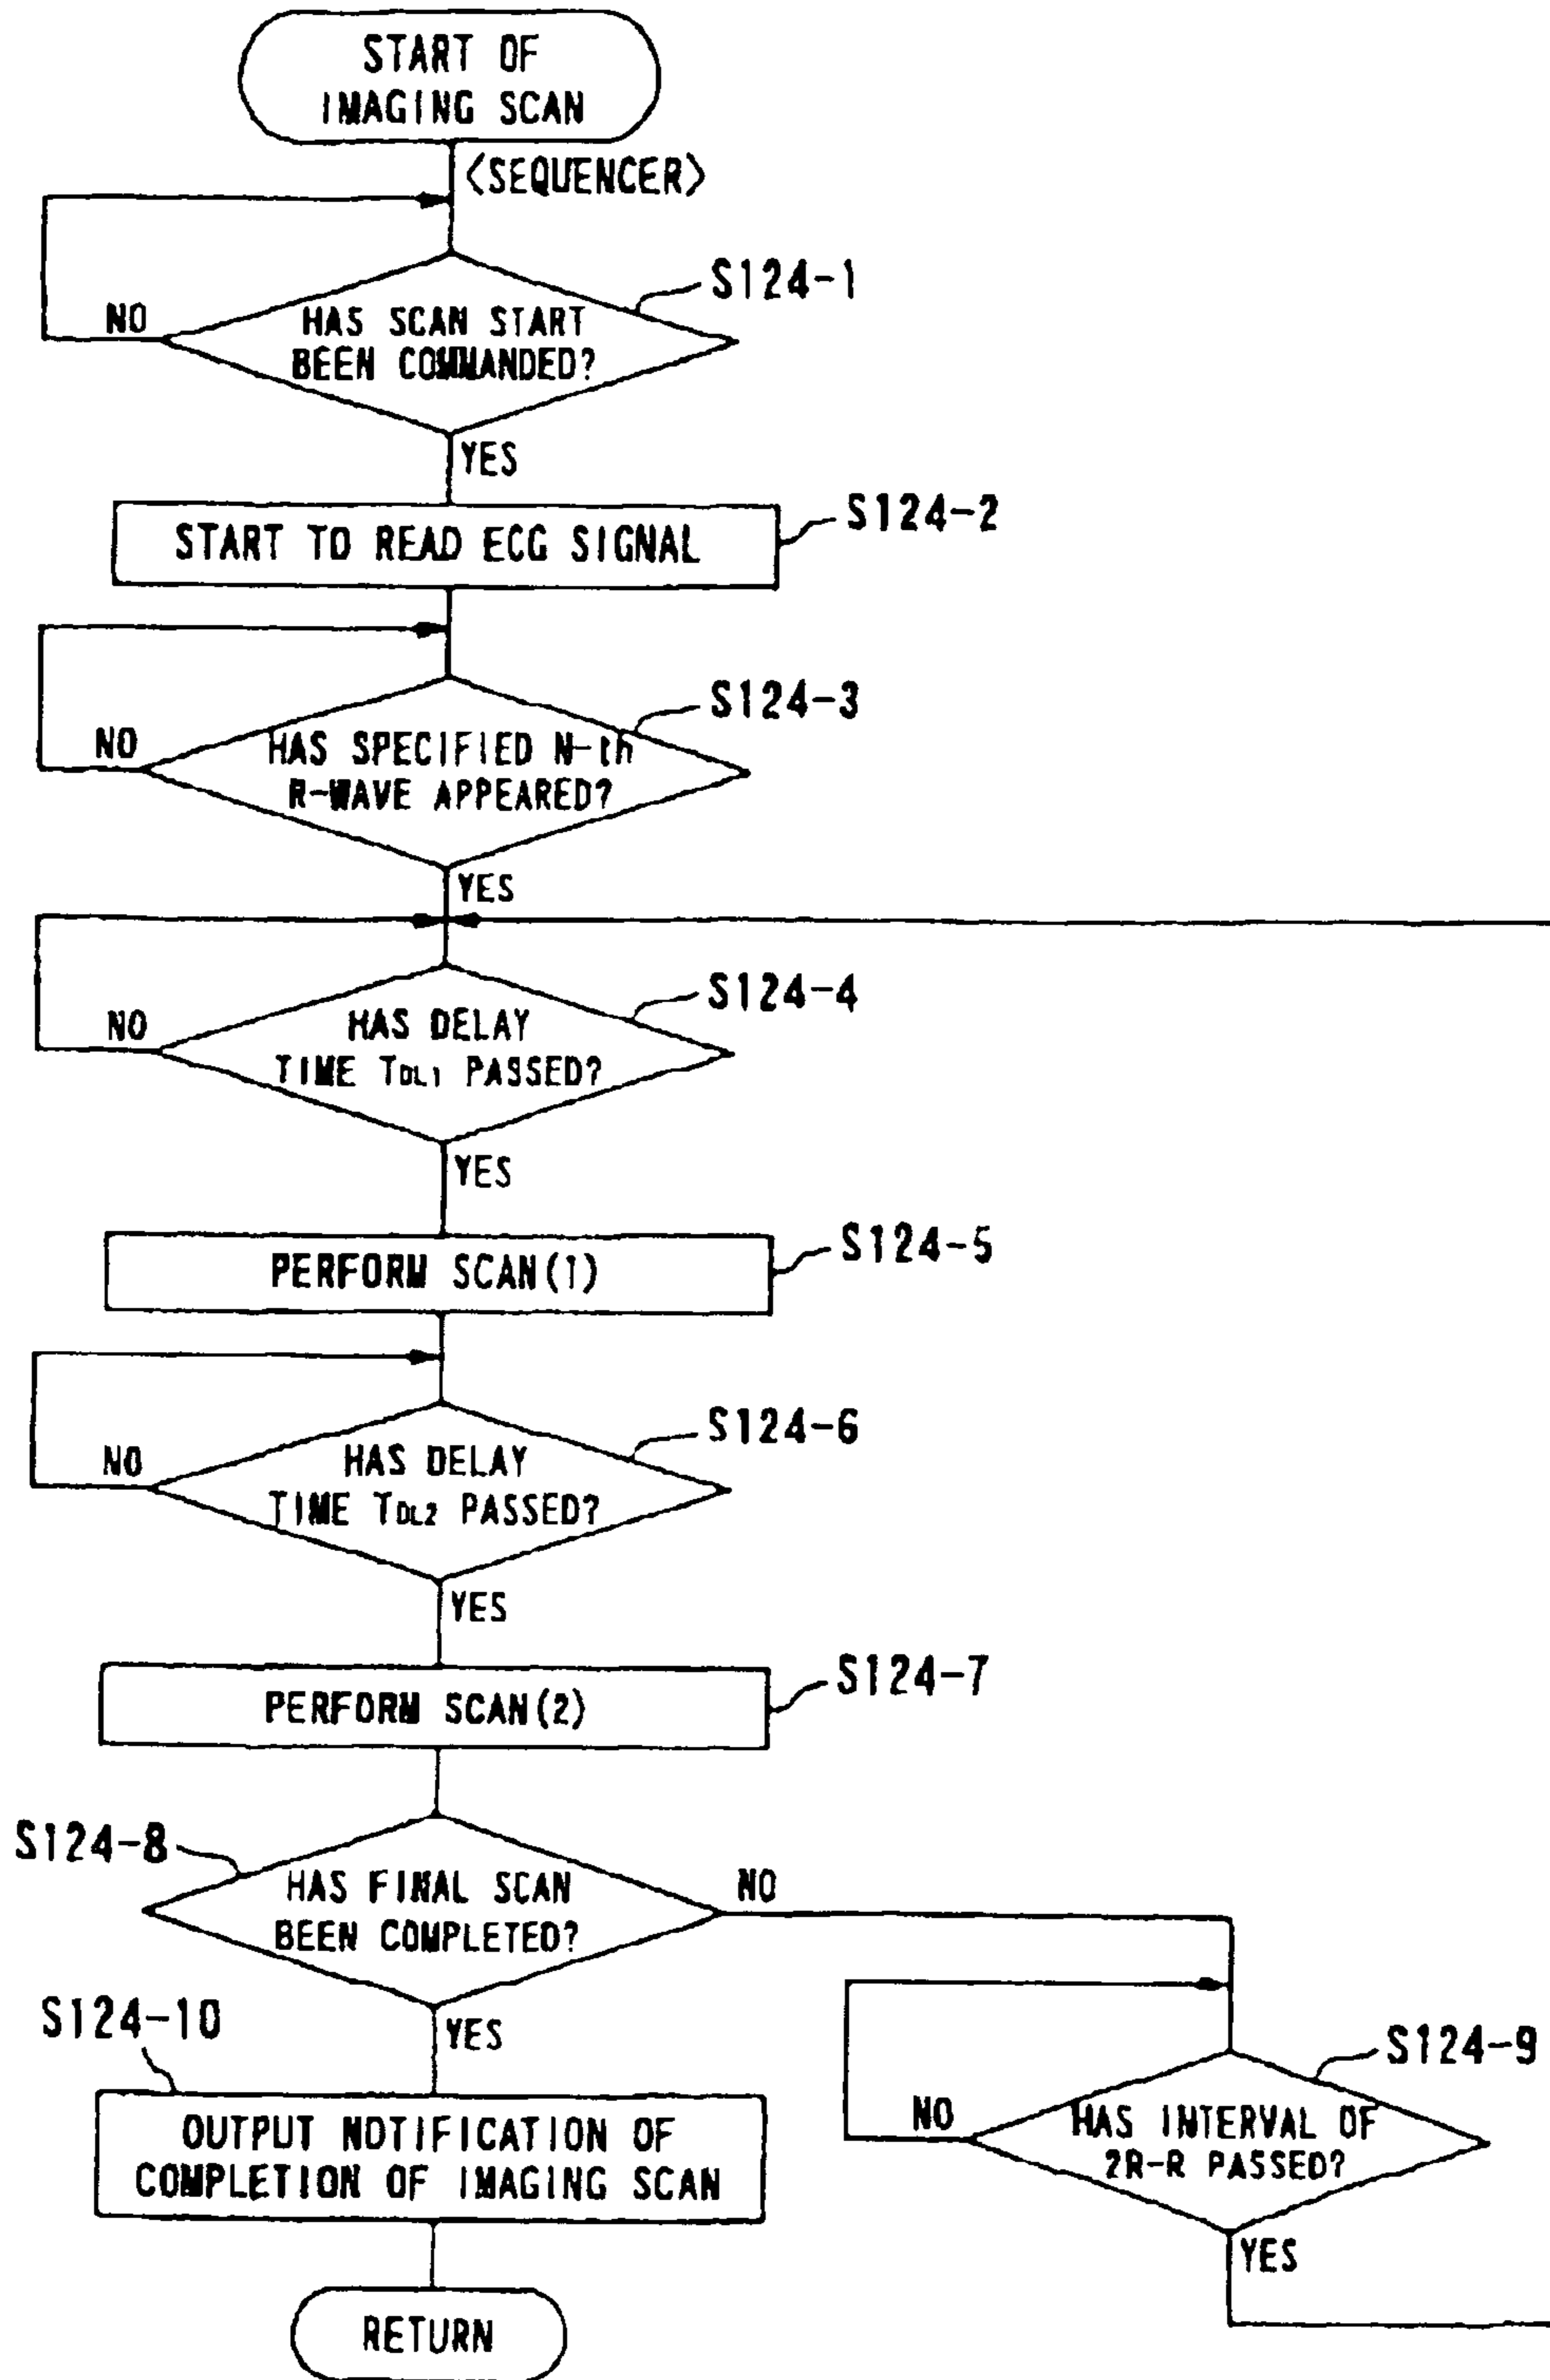 START OF
IMAGING SCAN
<SEQUENCER>
S124-1
NO
HAS SCAN START
BEEN COMMANDED?
YES
S124-2
START TO READ ECG SIGNAL
S124-3
NO
HAS SPECIFIED N-th
R-WAVE APPEARED?
YES
S124-4
NO
HAS DELAY
TIME TDL1 PASSED?
YES
S124-5
PERFORM SCAN(1)
S124-6
NO
HAS DELAY
TIME TDL2 PASSED?
YES
S124-7
PERFORM SCAN(2)
S124-8
HAS FINAL SCAN
BEEN COMPLETED?
NO
YES
S124-10
S124-9
NO
HAS INTERVAL OF
2R-R PASSED?
YES
OUTPUT NOTIFICATION OF
COMPLETION OF IMAGING SCAN
RETURN